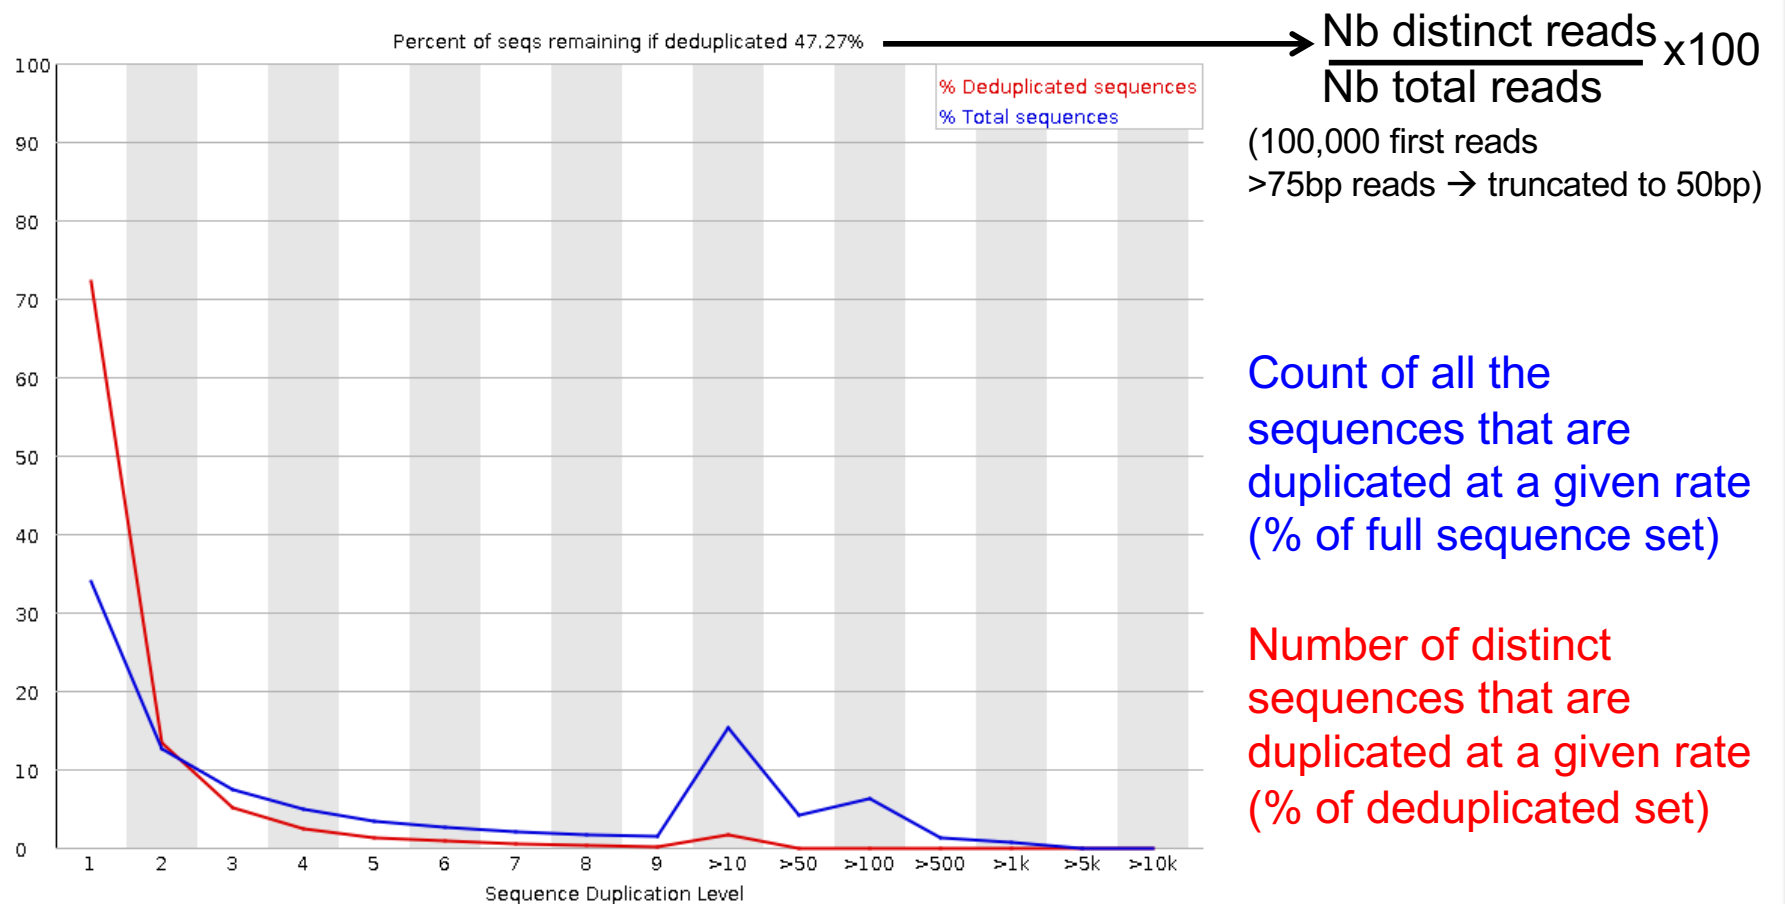 Percent of seqs remaining if deduplicated 47.27%
Nb distinct reads
x100
Nb total reads
(100,000 first reads
>75bp reads → truncated to 50bp)
% Deduplicated sequences
% Total sequences
100
90
80
70
60
50
40
30
20
10
0
1 2 3 4 5 6 7 8 9 >10 >50 >100 >500 >1k >5k >10k
Sequence Duplication Level
Count of all the
sequences that are
duplicated at a given rate
(% of full sequence set)
Number of distinct
sequences that are
duplicated at a given rate
(% of deduplicated set)